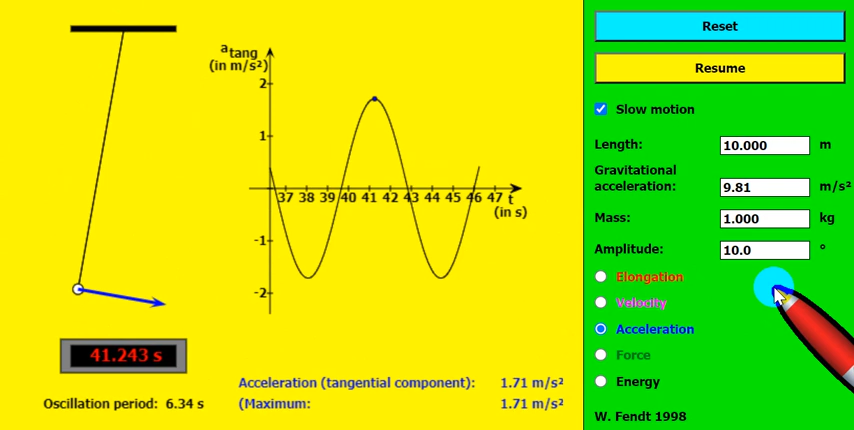 a tang
(in m/s²)
2
1
-1
-2
37 38 39 40 41 42 43 44 45 46 47 t
(in s)
41.243 s
Oscillation period: 6.34 s
Acceleration (tangential component): 1.71 m/s²
(Maximum: 1.71 m/s²
Reset
Resume
Slow motion
Length: 10.000 m
Gravitational
acceleration: 9.81 m/s²
Mass: 1.000 kg
Amplitude: 10.0 °
Elongation
Velocity
Acceleration
Force
Energy
W. Fendt 1998